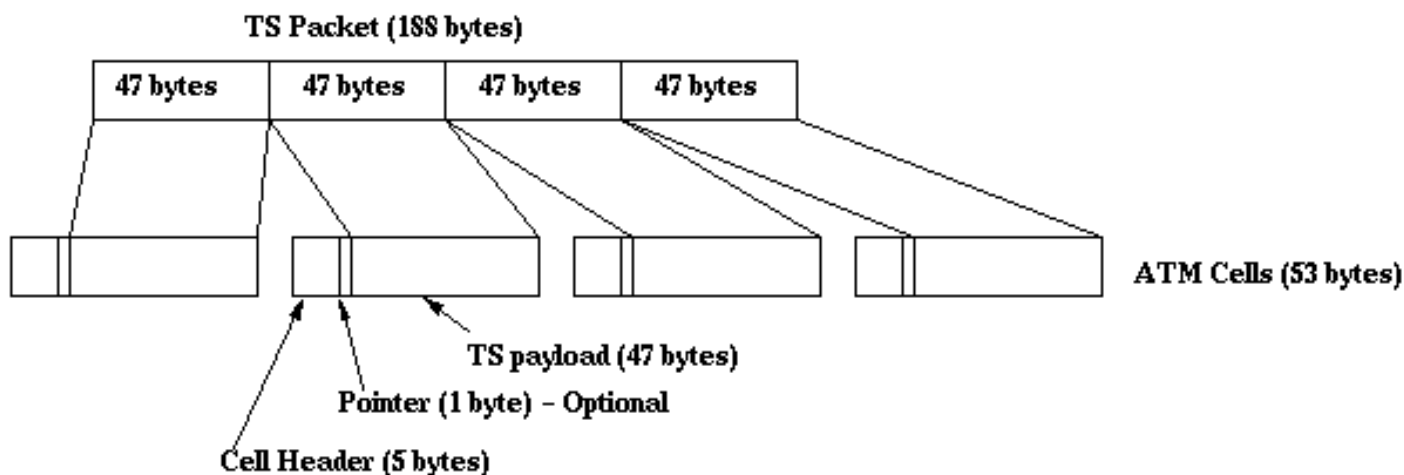 TS Packet (188 bytes)
47 bytes 47 bytes 47 bytes 47 bytes
ATM Cells (53 bytes)
TS payload (47 bytes)
Pointer (1 byte) – Optional
Cell Header (5 bytes)